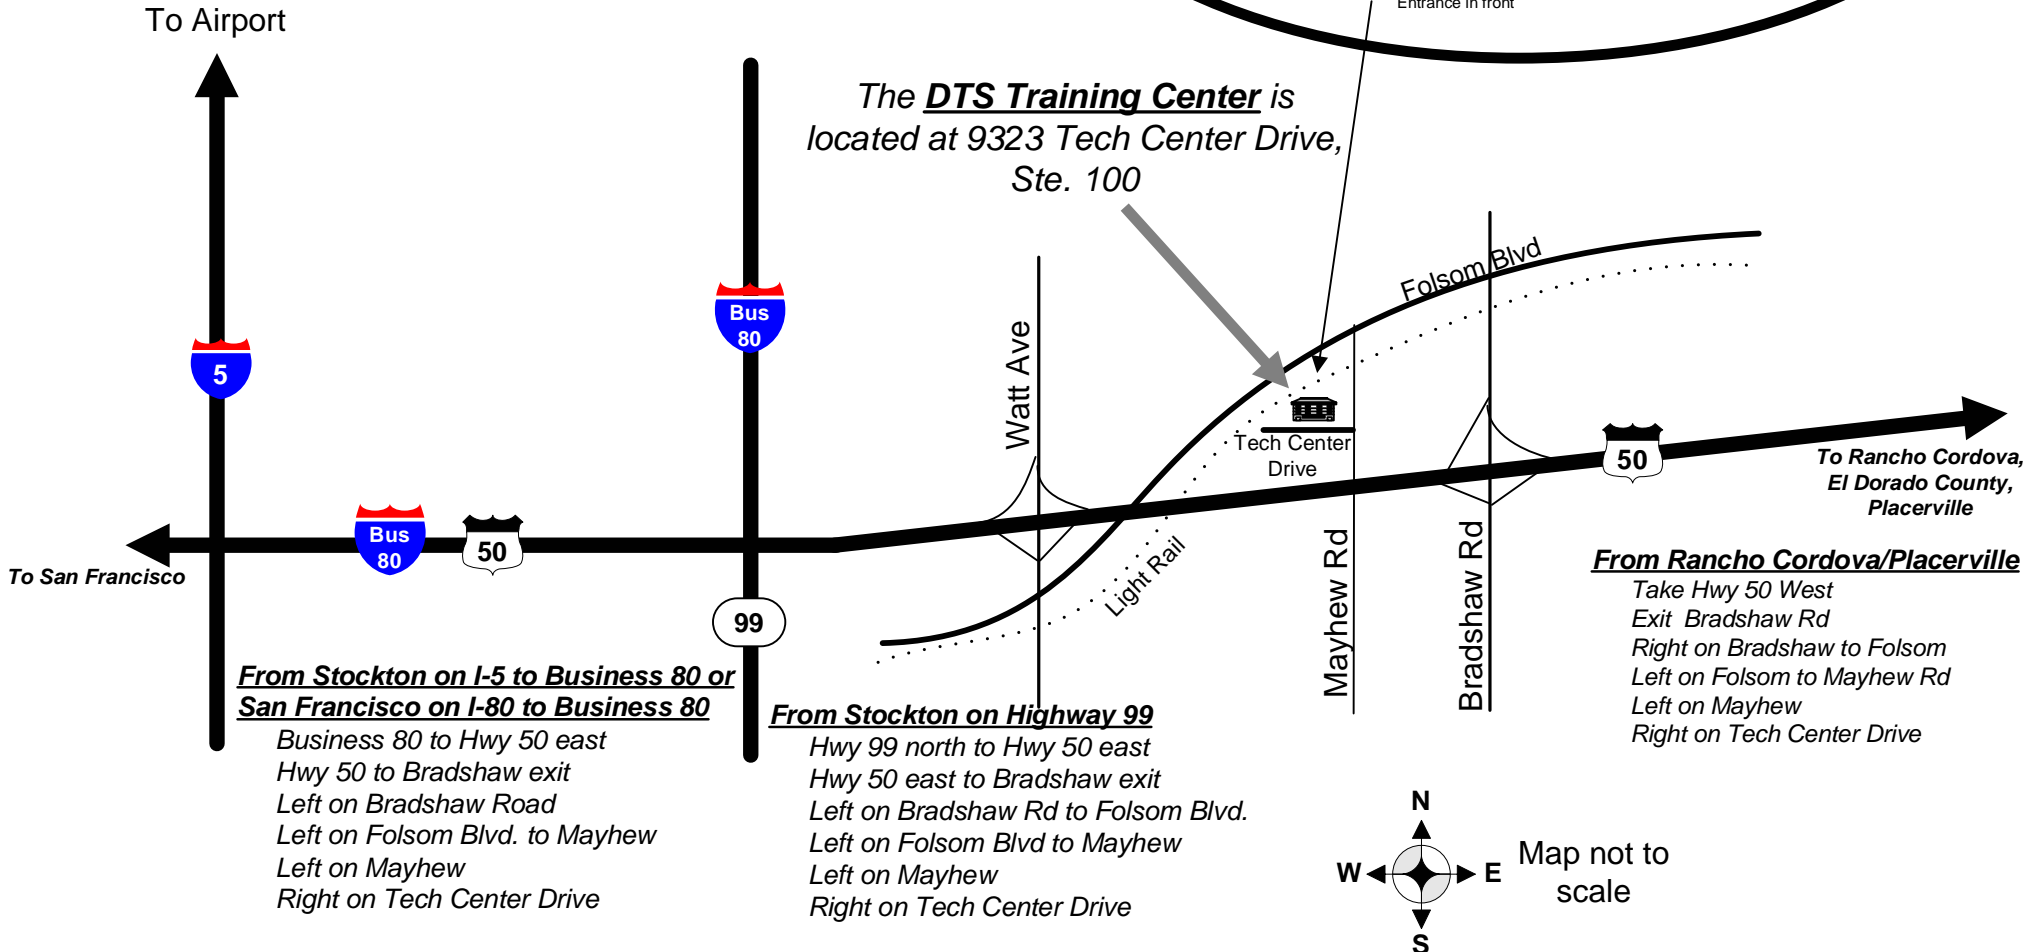 Entrance in front
To Airport
The DTS Training Center is
located at 9323 Tech Center Drive,
Ste. 100
Bus
80
5
Watt Ave
Folsom Blvd
Tech Center
Drive
50
To Rancho Cordova,
El Dorado County,
Placerville
Bus
80
50
To San Francisco
Light Rail
Mayhew Rd
Bradshaw Rd
99
From Rancho Cordova/Placerville
Take Hwy 50 West
Exit Bradshaw Rd
Right on Bradshaw to Folsom
Left on Folsom to Mayhew Rd
Left on Mayhew
Right on Tech Center Drive
From Stockton on I-5 to Business 80 or
San Francisco on I-80 to Business 80
Business 80 to Hwy 50 east
Hwy 50 to Bradshaw exit
Left on Bradshaw Road
Left on Folsom Blvd. to Mayhew
Left on Mayhew
Right on Tech Center Drive
From Stockton on Highway 99
Hwy 99 north to Hwy 50 east
Hwy 50 east to Bradshaw exit
Left on Bradshaw Rd to Folsom Blvd.
Left on Folsom Blvd to Mayhew
Left on Mayhew
Right on Tech Center Drive
N
W
E
S
Map not to
scale